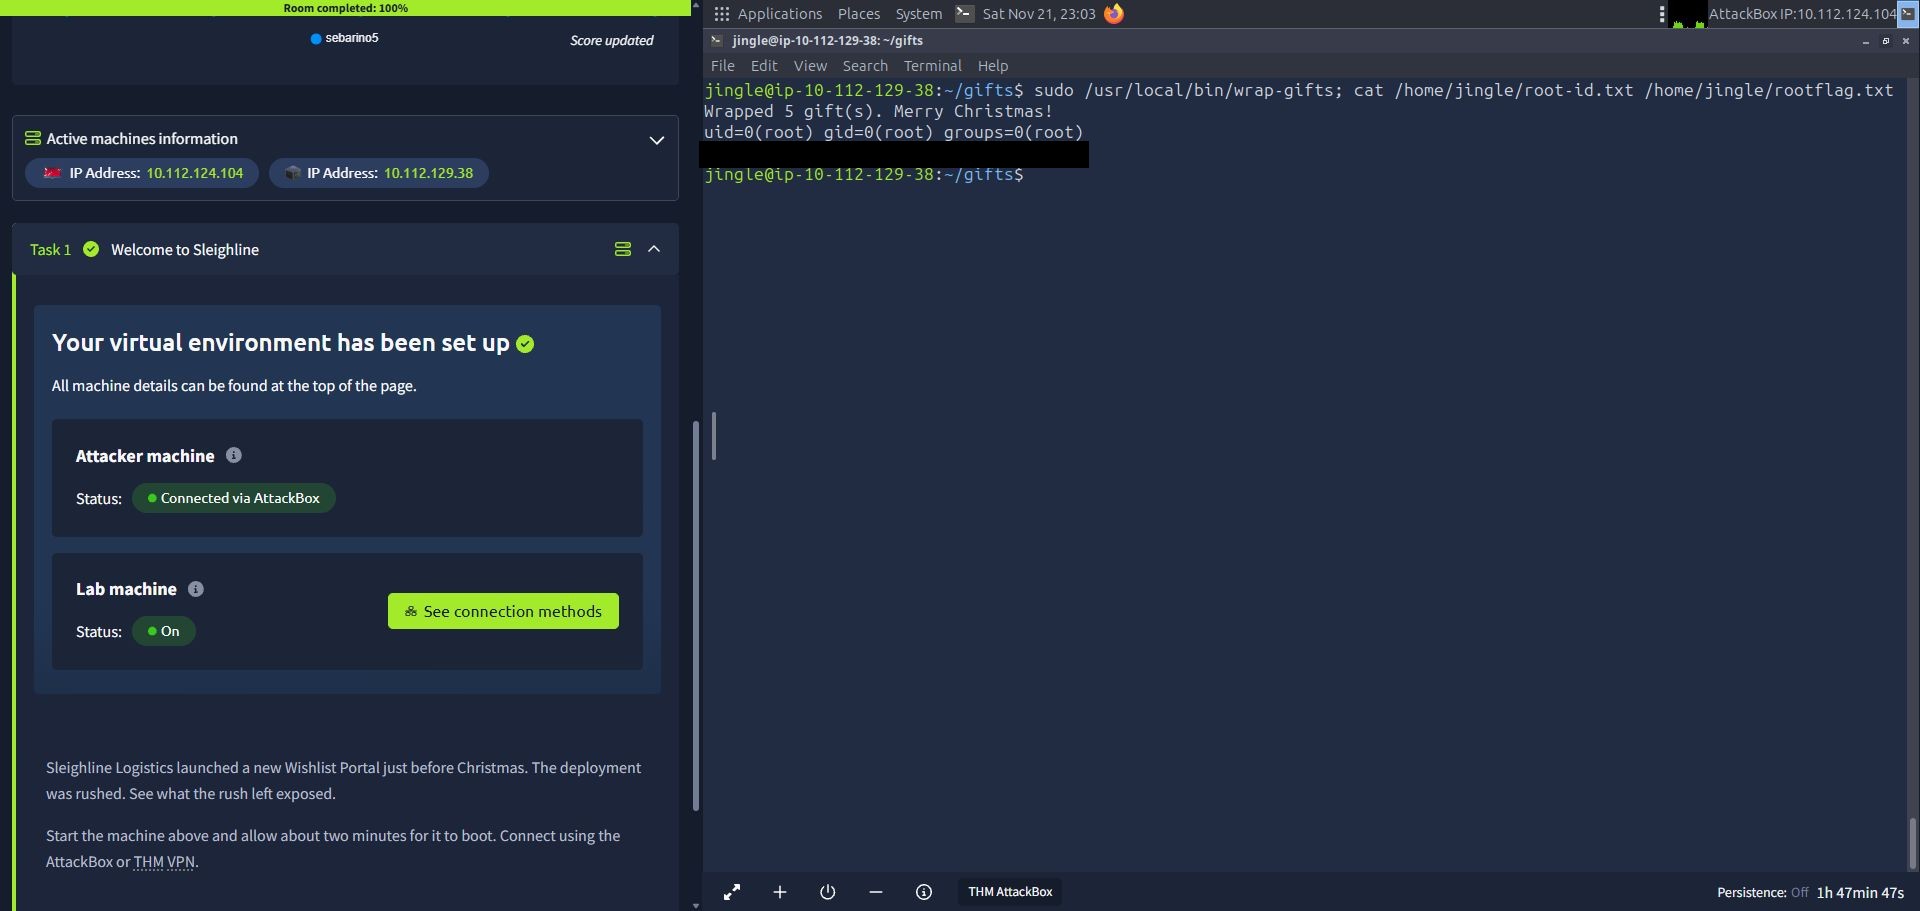 Room completed: 100%
sebarino5
Score updated
Active machines information
IP Address: 10.112.124.104
IP Address: 10.112.129.38
Task 1
Welcome to Sleighline
Your virtual environment has been set up
All machine details can be found at the top of the page.
Attacker machine
Status: Connected via AttackBox
Lab machine
Status: On
See connection methods
Sleighline Logistics launched a new Wishlist Portal just before Christmas. The deployment
was rushed. See what the rush left exposed.
Start the machine above and allow about two minutes for it to boot. Connect using the
AttackBox or THM VPN.
Applications Places System Sat Nov 21, 23:03 AttackBox IP:10.112.124.104
jingle@ip-10-112-129-38: ~/gifts
File Edit View Search Terminal Help
jingle@ip-10-112-129-38:~/gifts$ sudo /usr/local/bin/wrap-gifts; cat /home/jingle/root-id.txt /home/jingle/rootflag.txt
Wrapped 5 gift(s). Merry Christmas!
uid=0(root) gid=0(root) groups=0(root)
jingle@ip-10-112-129-38:~/gifts$
THM AttackBox
Persistence: Off 1h 47min 47s